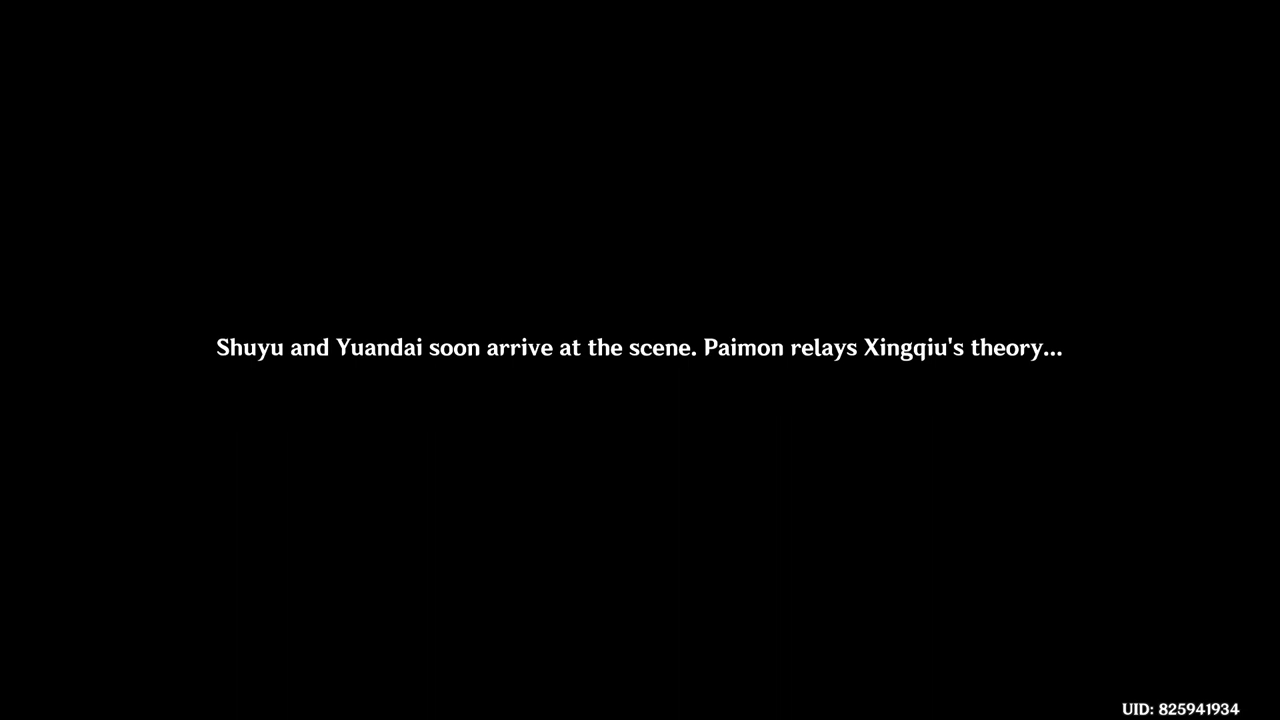 Shuyu and Yuandai soon arrive at the scene. Paimon relays Xingqiu's theory...
UID: 825941934